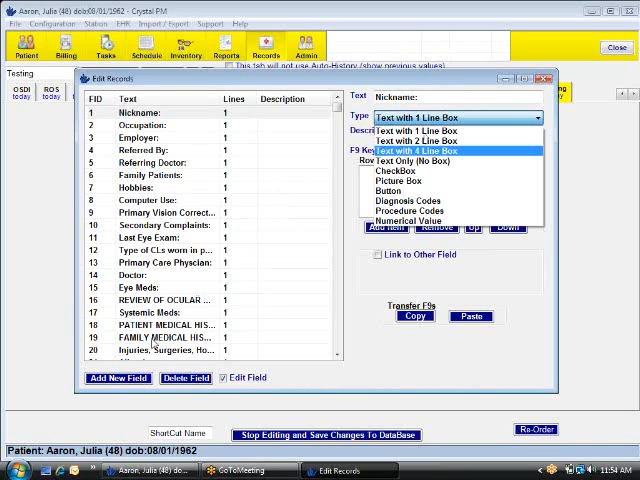 Aaron, Julia (48) dob:08/01/1962 - Crystal PM
File Configuration Station EHR Import / Export Support Help
Patient Billing Tasks Schedule Inventory Reports Records Admin Close
Testing
This tab will not use Auto-History (show previous values)
OSDI today
ROS today
Edit Records
FID Text Lines Description
1 Nickname: 1
2 Occupation: 1
3 Employer: 1
4 Referred By: 1
5 Referring Doctor: 1
6 Family Patients: 1
7 Hobbies: 1
8 Computer Use: 1
9 Primary Vision Correct... 1
10 Secondary Complaints: 1
11 Last Eye Exam: 1
12 Type of CLs worn in p... 1
13 Primary Care Physcian: 1
14 Doctor: 1
15 Eye Meds: 1
16 REVIEW OF OCULAR ... 1
17 Systemic Meds: 1
18 PATIENT MEDICAL HIS... 1
19 FAMILY MEDICAL HIS... 1
20 Injuries, Surgeries, Ho... 1
Add New Field Delete Field Edit Field
Text Nickname:
Type Text with 1 Line Box
Text with 1 Line Box
Text with 2 Line Box
Text with 4 Line Box
Text Only (No Box)
CheckBox
Picture Box
Button
Diagnosis Codes
Procedure Codes
Numerical Value
Descri
F9 Key
Row
Add Item Remove Up Down
Link to Other Field
Transfer F9s
Copy Paste
ShortCut Name
Stop Editing and Save Changes To DataBase
Re-Order
Patient: Aaron, Julia (48) dob:08/01/1962
Aaron, Julia (48) do... GoToMeeting Edit Records 11:54 AM